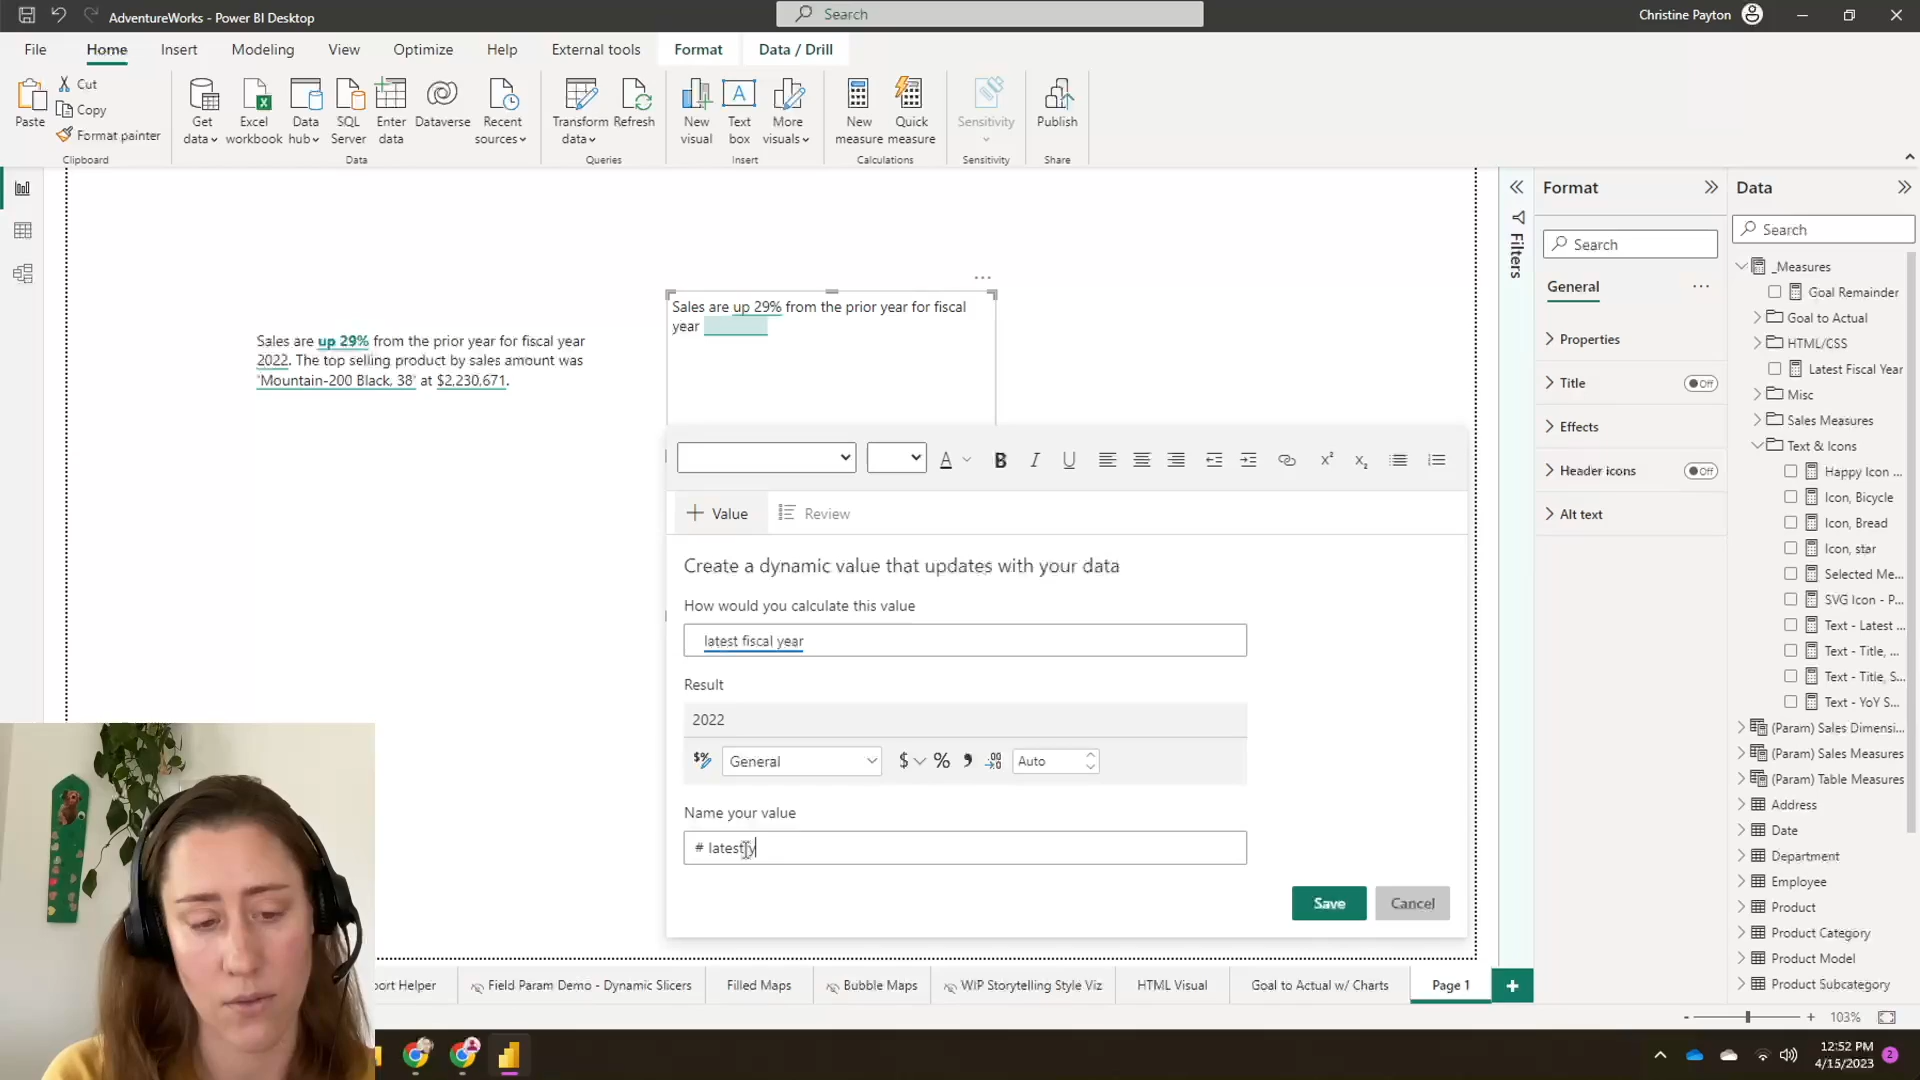 AdventureWorks - Power BI Desktop
Search
Christine Payton
File
Home
Insert
Modeling
View
Optimize
Help
External tools
Format
Data / Drill
Paste
Cut
Copy
Format painter
Clipboard
Get data
Excel workbook
Data hub
SQL Server
Enter data
Dataverse
Recent sources
Data
Transform data
Refresh
Queries
New visual
A
Text box
More visuals
Insert
New measure
Quick measure
Calculations
Sensitivity
Sensitivity
Publish
Share
Sales are up 29% from the prior year for fiscal year
2022. The top selling product by sales amount was
"Mountain-200 Black, 38" at $2,230,671.
Sales are up 29% from the prior year for fiscal
year
A
B
I
U
x²
x₂
+ Value
Review
Create a dynamic value that updates with your data
How would you calculate this value
latest fiscal year
Result
2022
General
$
%
,
.00
Auto
Name your value
# latest y
Save
Cancel
Filters
Format
Search
General
Properties
Title
Off
Effects
Header icons
Off
Alt text
Data
Search
_Measures
Goal Remainder
Goal to Actual
HTML/CSS
Latest Fiscal Year
Misc
Sales Measures
Text & Icons
Happy Icon ...
Icon, Bicycle
Icon, Bread
Icon, star
Selected Me...
SVG Icon - P...
Text - Latest ...
Text - Title, ...
Text - Title, S...
Text - YoY S...
(Param) Sales Dimensi...
(Param) Sales Measures
(Param) Table Measures
Address
Date
Department
Employee
Product
Product Category
Product Model
Product Subcategory
port Helper
Field Param Demo - Dynamic Slicers
Filled Maps
Bubble Maps
WIP Storytelling Style Viz
HTML Visual
Goal to Actual w/ Charts
Page 1
+
- + 103%
12:52 PM
4/15/2023
2